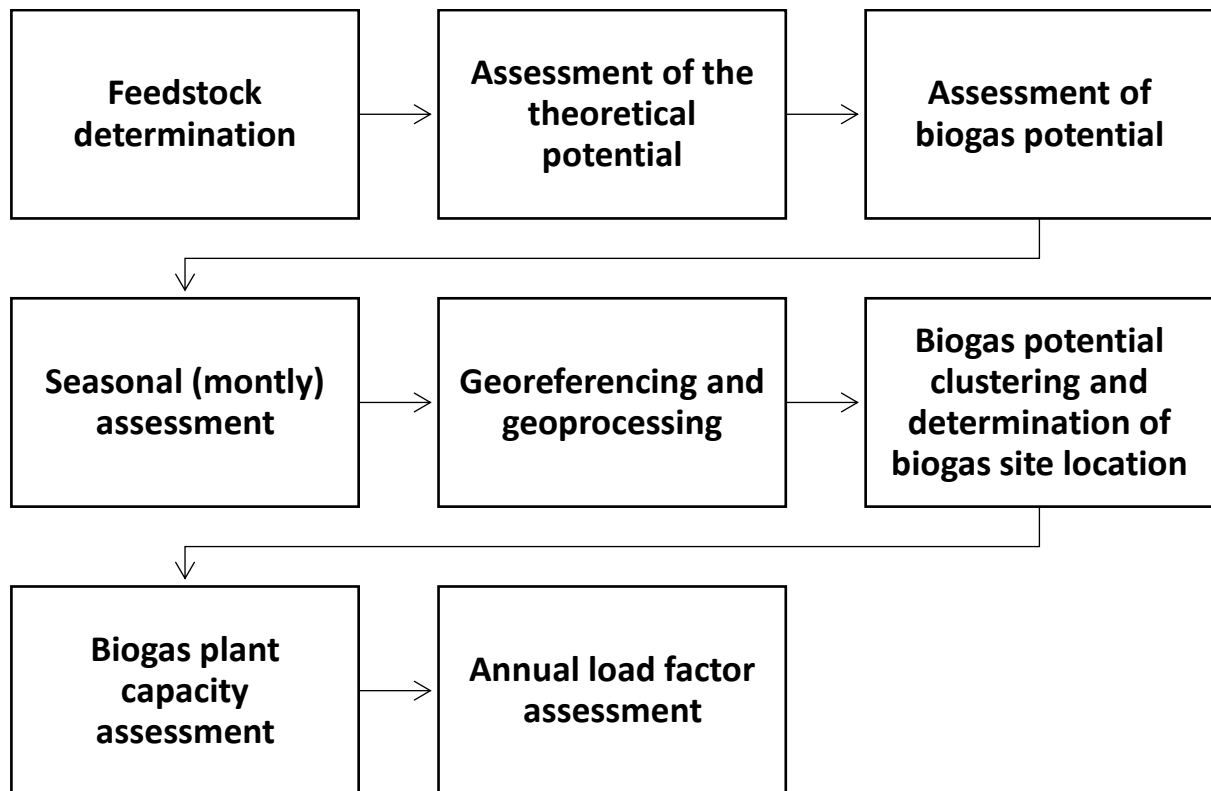 Feedstock
determination
Assessment of the
theoretical
potential
Assessment of
biogas potential
Seasonal (montly)
assessment
Georeferencing and
geoprocessing
Biogas potential
clustering and
determination of
biogas site location
Biogas plant
capacity
assessment
Annual load factor
assessment